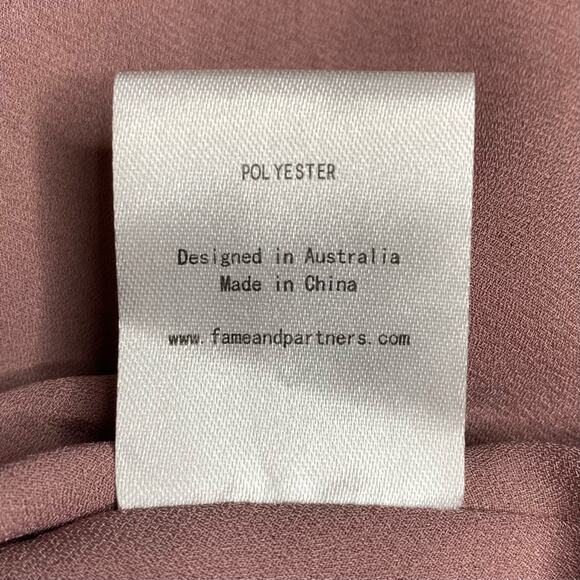 POLYESTER
Designed in Australia
Made in China
www.fameandpartners.com